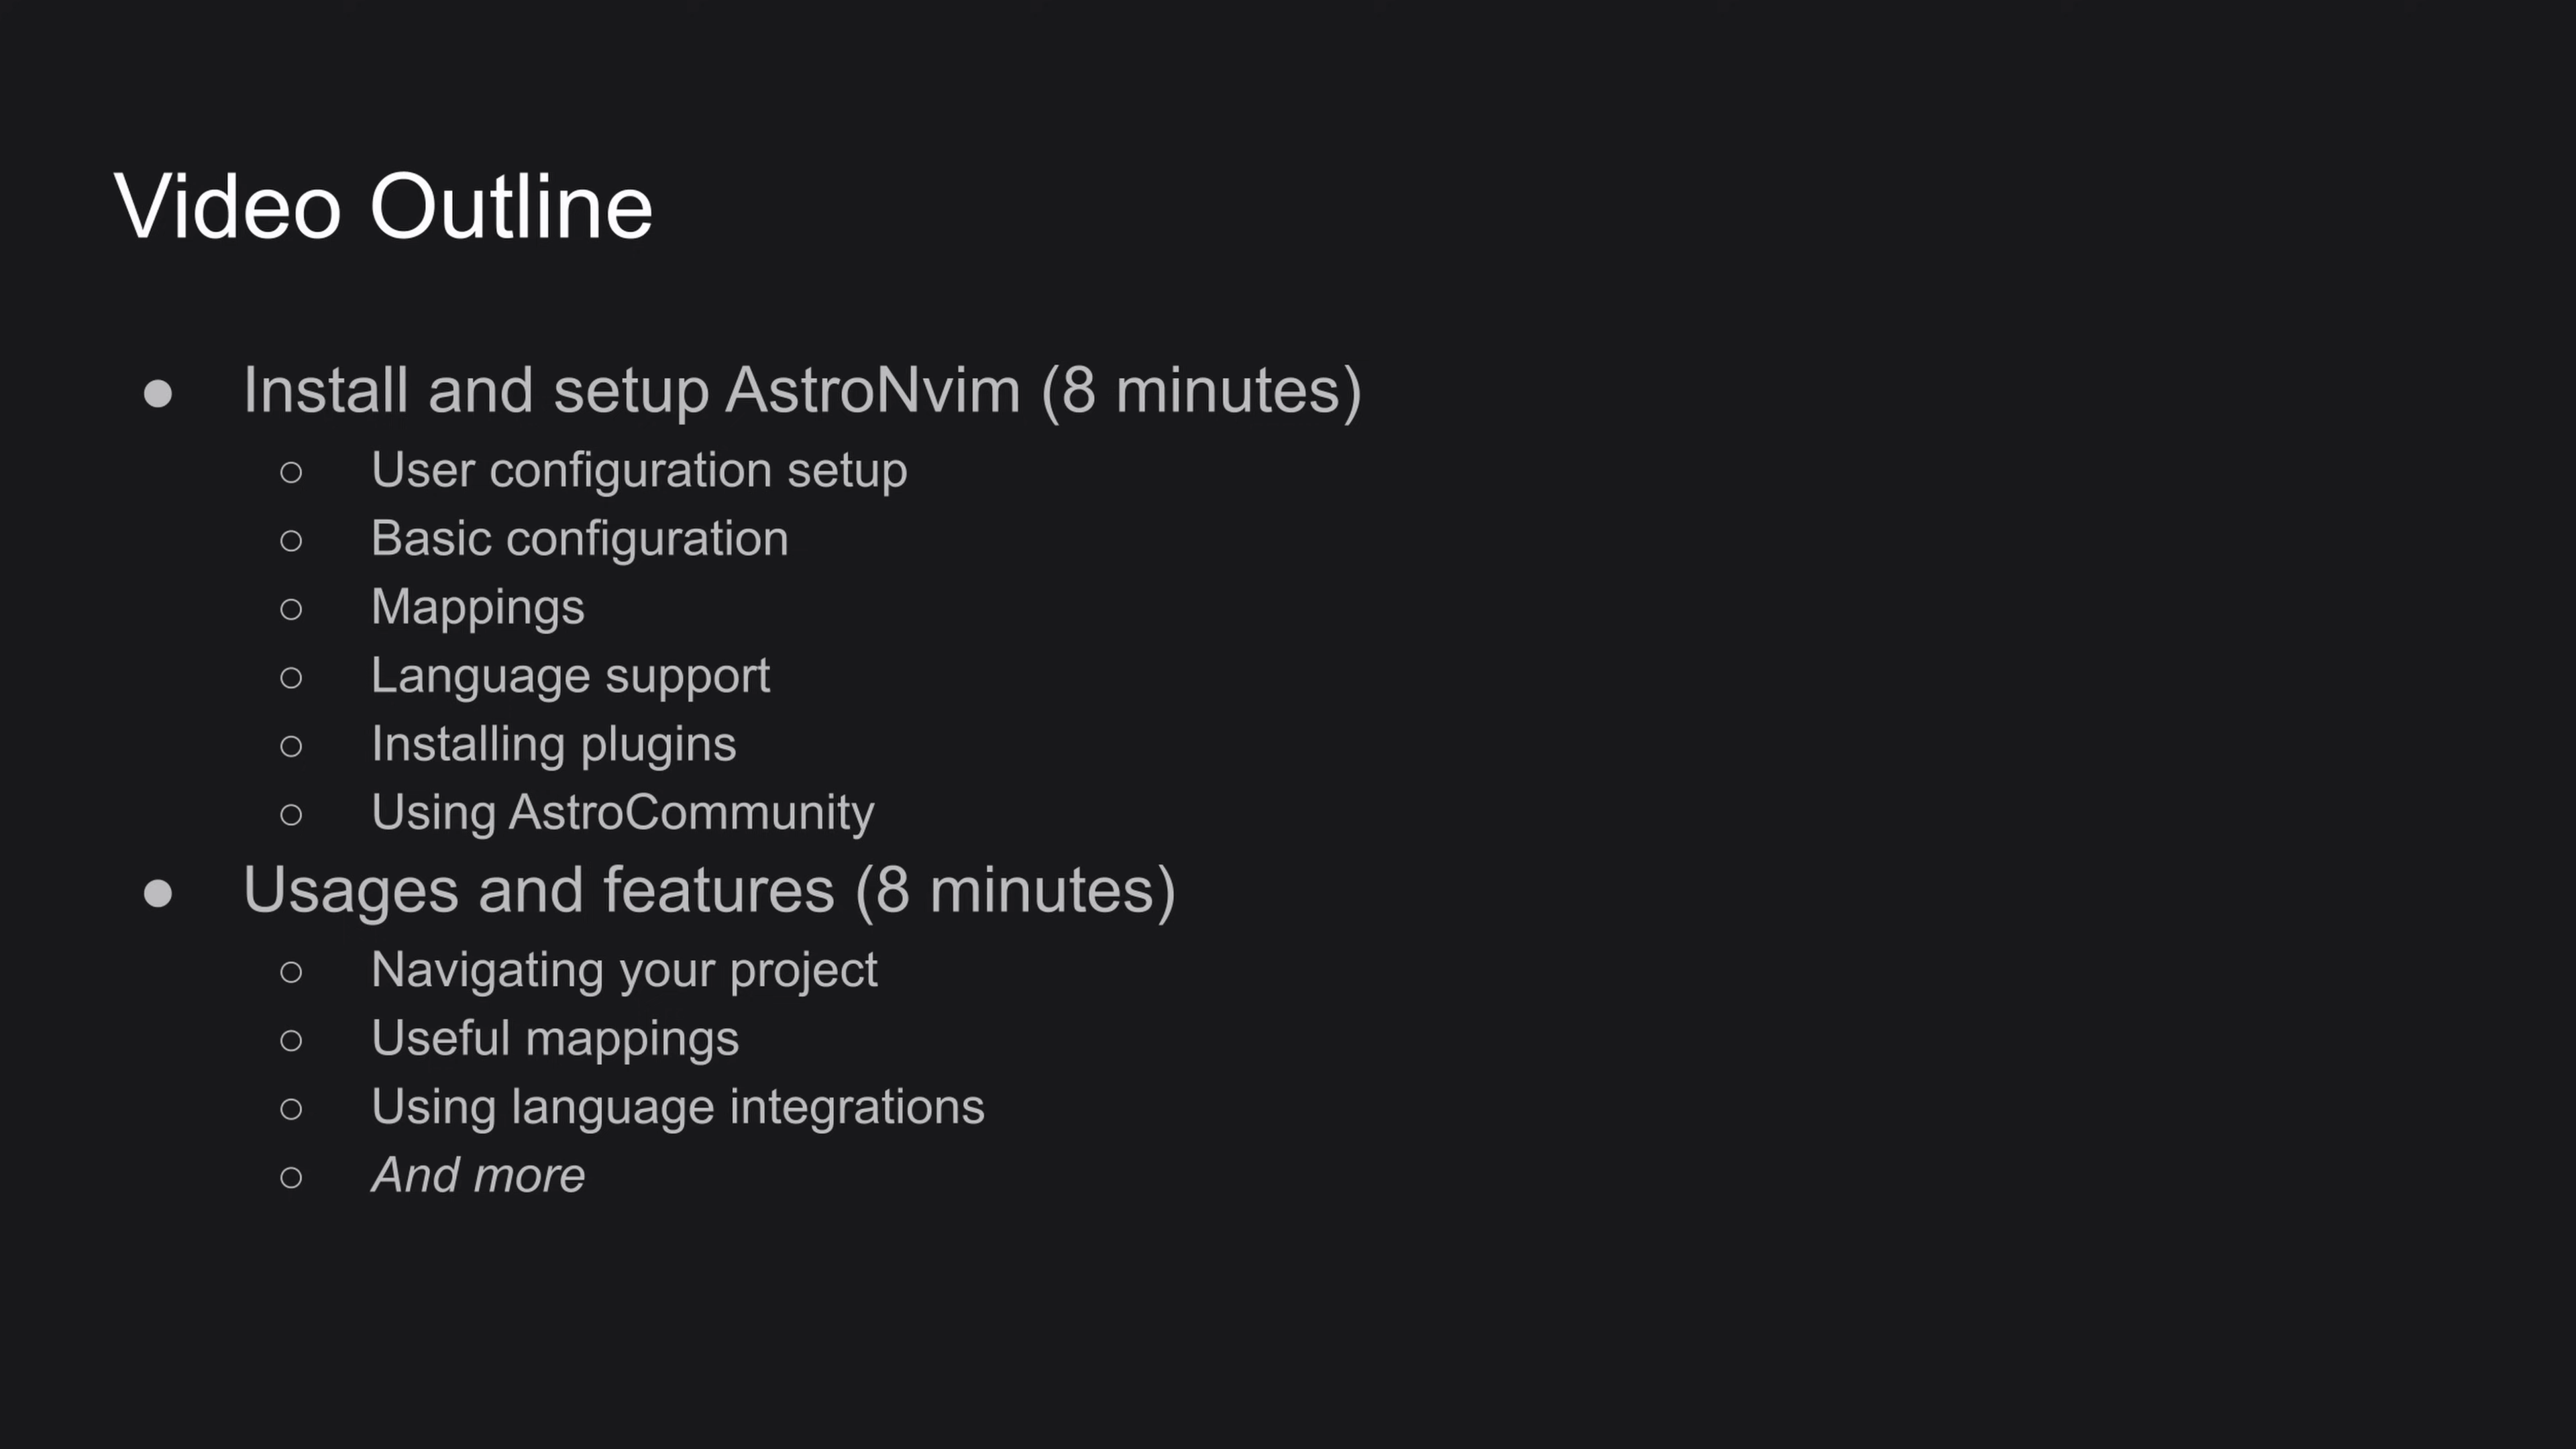 Video Outline
● Install and setup AstroNvim (8 minutes)
○ User configuration setup
○ Basic configuration
○ Mappings
○ Language support
○ Installing plugins
○ Using AstroCommunity
● Usages and features (8 minutes)
○ Navigating your project
○ Useful mappings
○ Using language integrations
○ And more